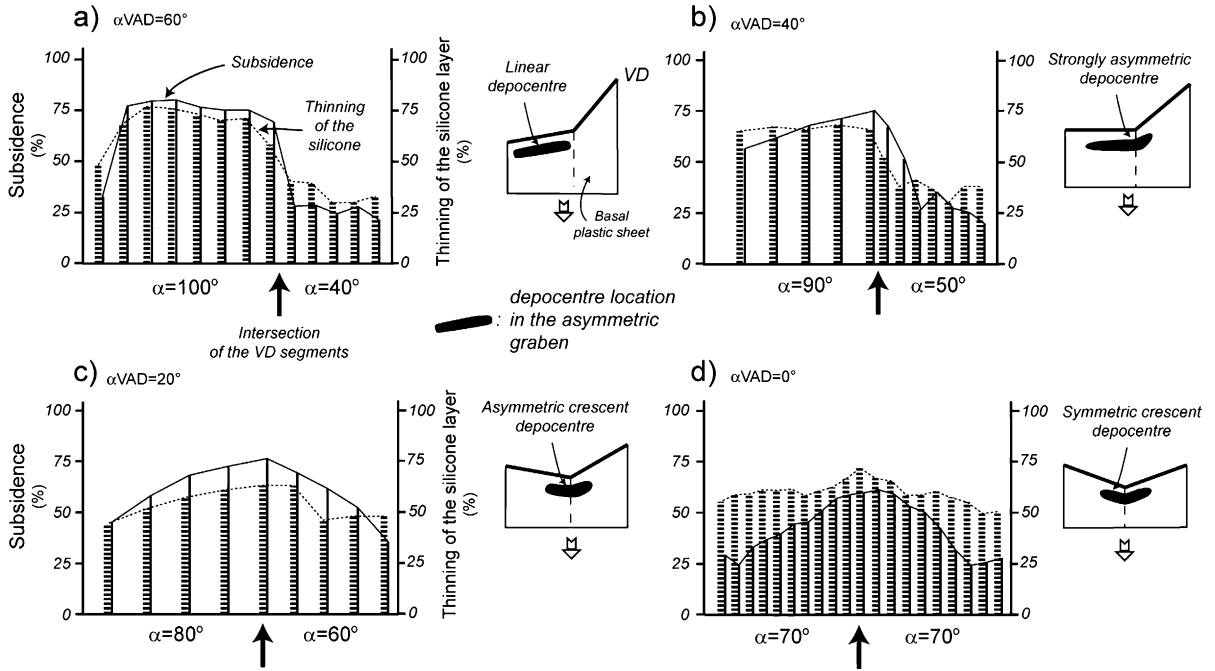 a) αVAD=60°
100
75
50
25
0
Subsidence
(%)
Subsidence
Thinning
of the
silicone
100
75
50
25
0
Thinning of the silicone layer
(%)
α=100° α=40°
Intersection
of the VD segments
Linear
depocentre
VD
Basal
plastic sheet
b) αVAD=40°
100
75
50
25
0
100
75
50
25
0
α=90° α=50°
Strongly asymmetric
depocentre
: depocentre location
in the asymmetric
graben
c) αVAD=20°
100
75
50
25
0
Subsidence
(%)
100
75
50
25
0
Thinning of the silicone layer
(%)
α=80° α=60°
Asymmetric crescent
depocentre
d) αVAD=0°
100
75
50
25
0
100
75
50
25
0
α=70° α=70°
Symmetric crescent
depocentre